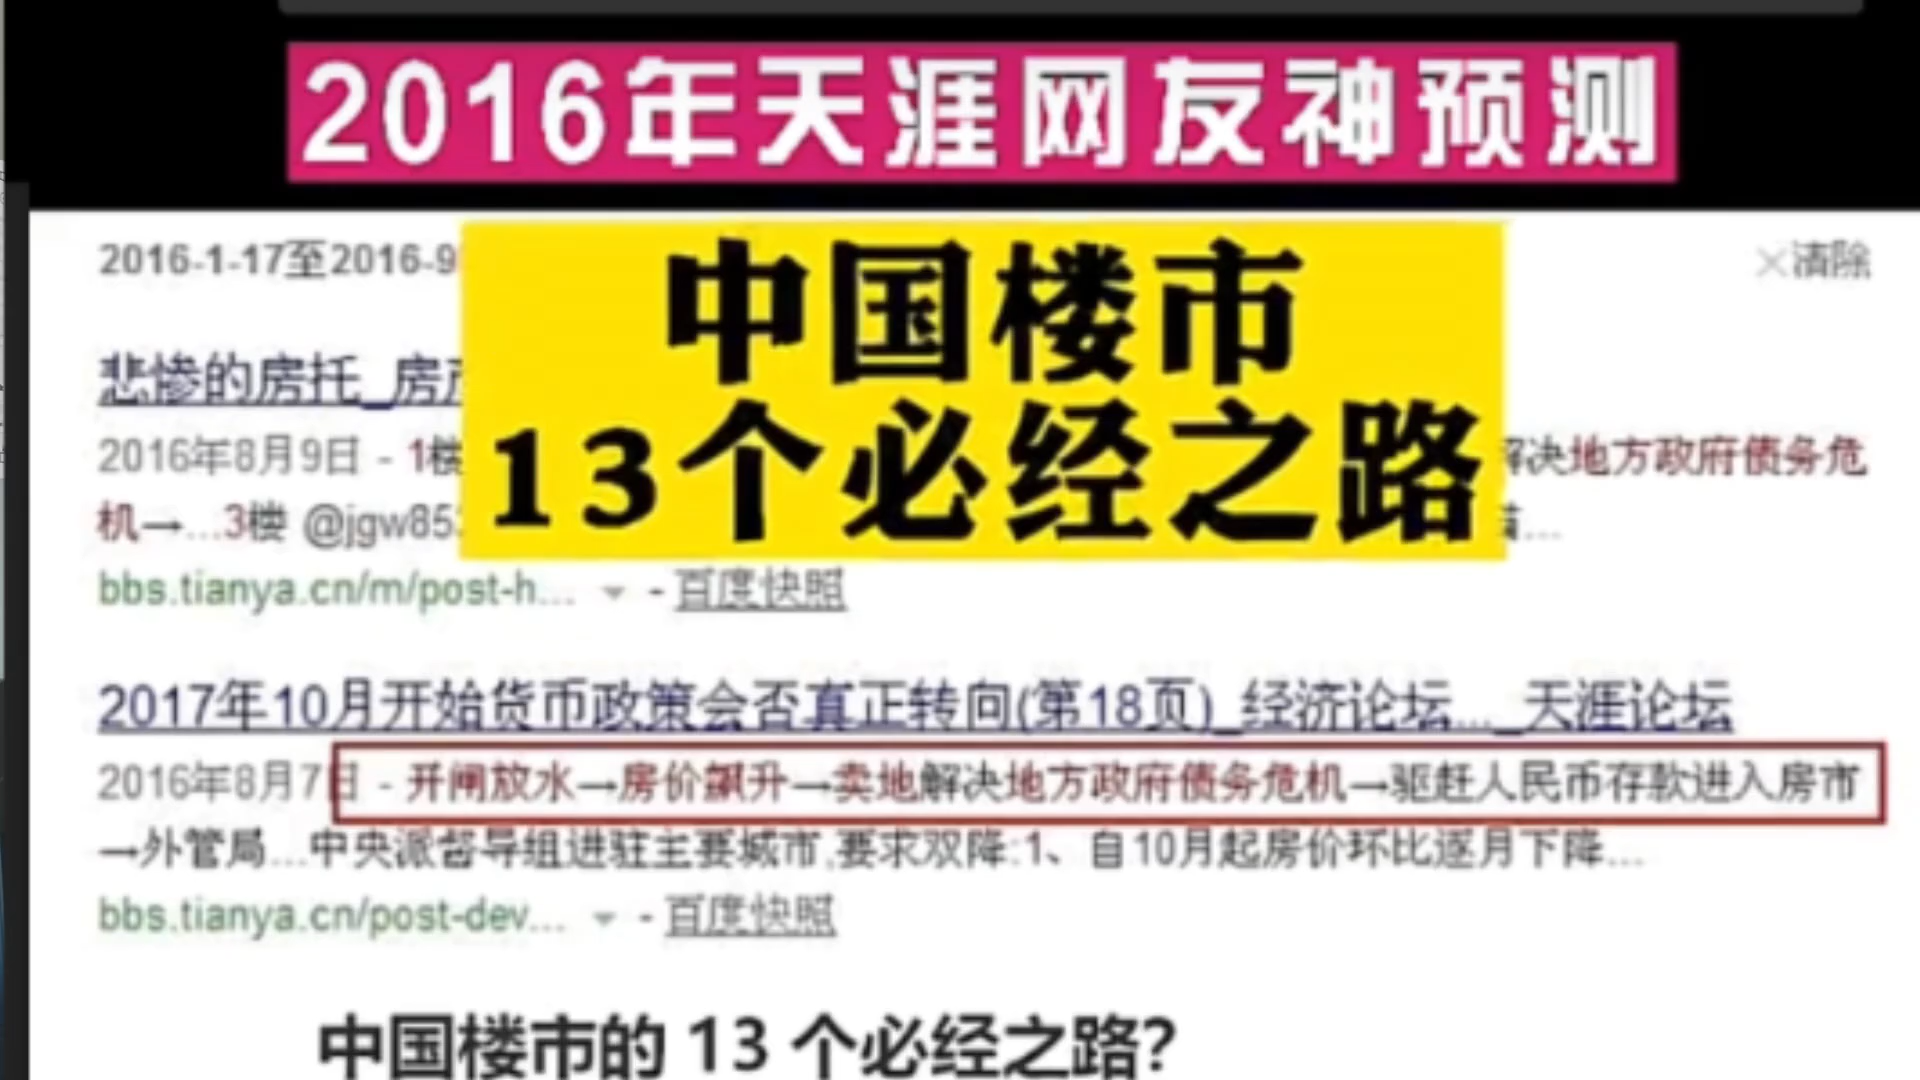 2016年天涯网友神预测
中国楼市
13个必经之路
2016-1-17至2016-9
清除
悲惨的房托_房产
2016年8月9日 - 1楼
解决地方政府债务危
机→...3楼 @jgw85
bbs.tianya.cn/m/post-h... - 百度快照
2017年10月开始货币政策会否真正转向(第18页)_经济论坛..._天涯论坛
2016年8月7日 - 开闸放水→房价飙升→卖地解决地方政府债务危机→驱赶人民币存款进入房市
→外管局...中央派督导组进驻主要城市,要求双降:1、自10月起房价环比逐月下降...
bbs.tianya.cn/post-dev... - 百度快照
中国楼市的 13 个必经之路?